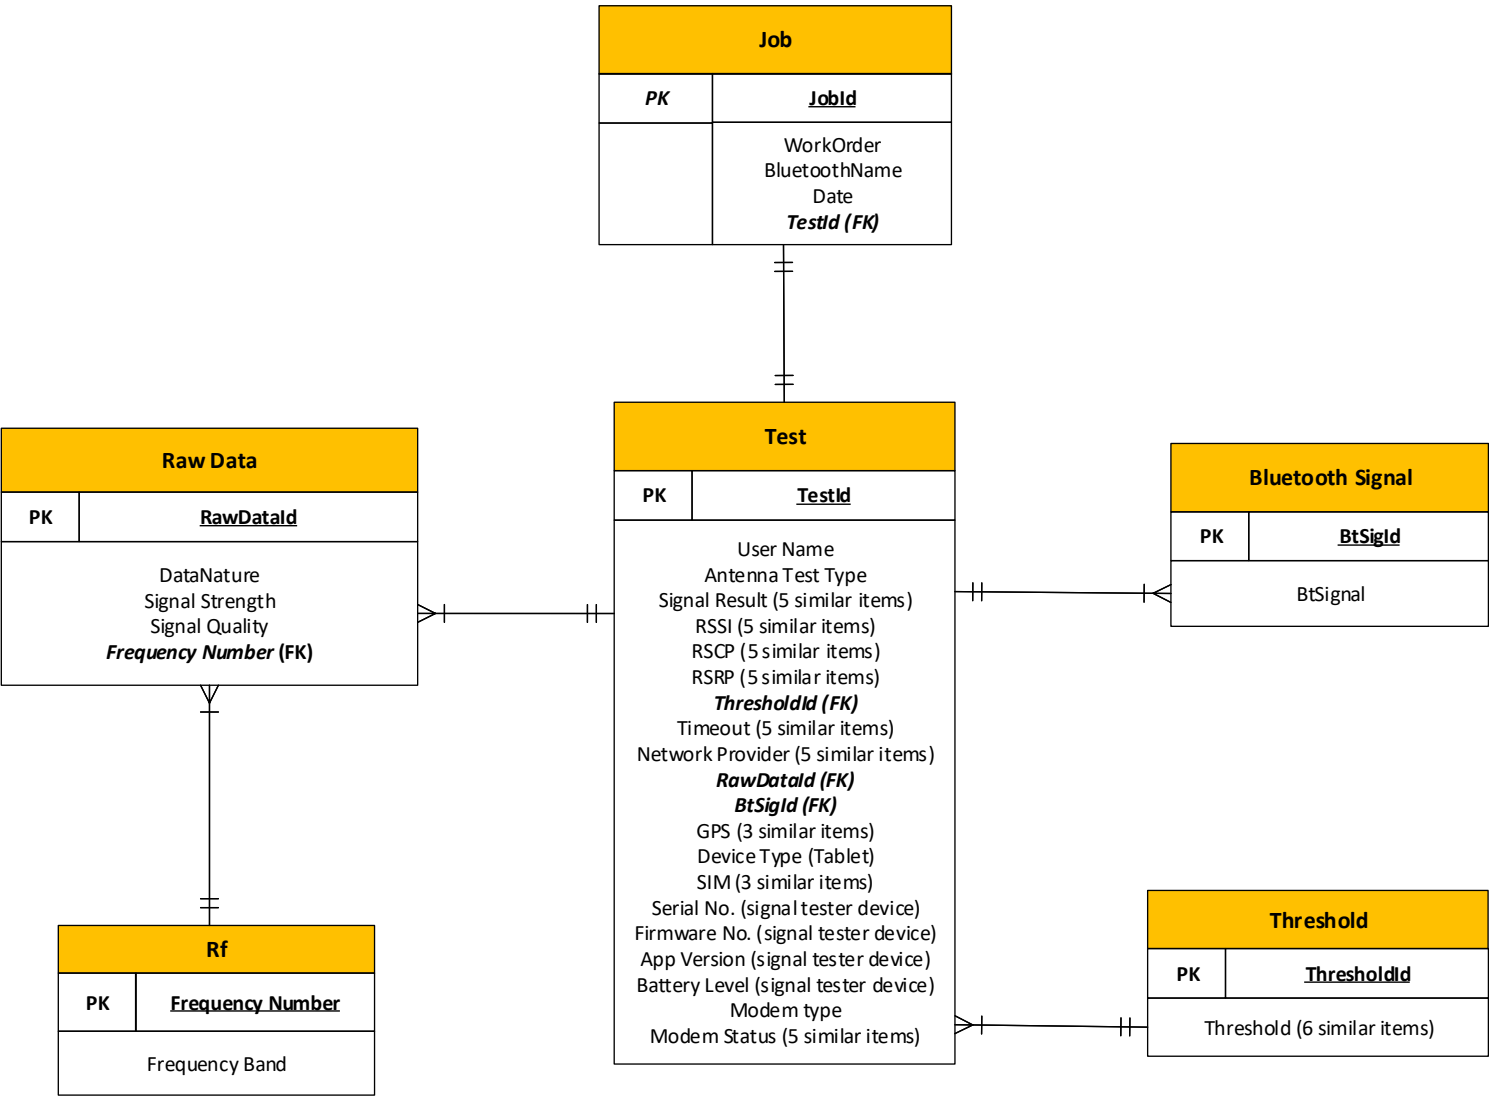 Job
PK
JobId
WorkOrder
BluetoothName
Date
TestId (FK)
Raw Data
PK
RawDataId
DataNature
Signal Strength
Signal Quality
Frequency Number (FK)
Test
PK
TestId
User Name
Antenna Test Type
Signal Result (5 similar items)
RSSI (5 similar items)
RSCP (5 similar items)
RSRP (5 similar items)
ThresholdId (FK)
Timeout (5 similar items)
Network Provider (5 similar items)
RawDataId (FK)
BtSigId (FK)
GPS (3 similar items)
Device Type (Tablet)
SIM (3 similar items)
Serial No. (signal tester device)
Firmware No. (signal tester device)
App Version (signal tester device)
Battery Level (signal tester device)
Modem type
Modem Status (5 similar items)
Bluetooth Signal
PK
BtSigId
BtSignal
Rf
PK
Frequency Number
Frequency Band
Threshold
PK
ThresholdId
Threshold (6 similar items)